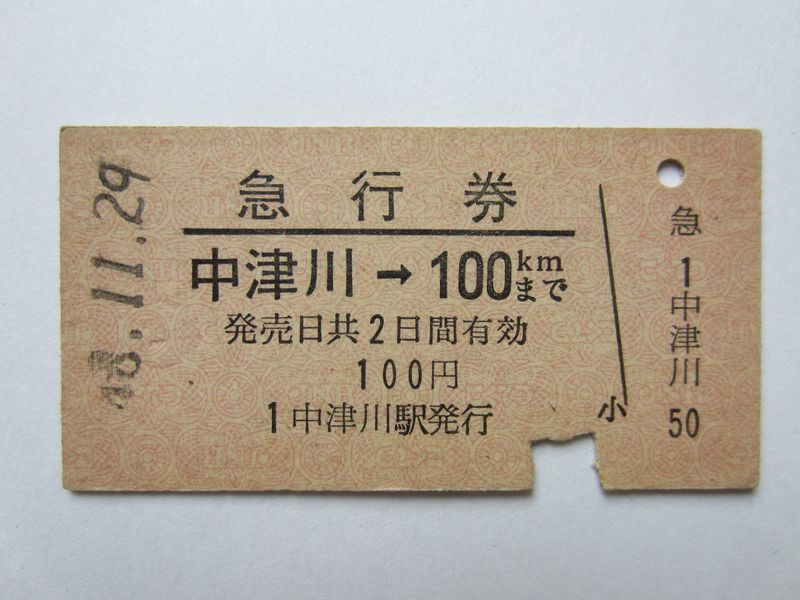 48.11.29
急行券
中津川→100kmまで
発売日共2日間有効
100円
1中津川駅発行
小
急
1中津川
50